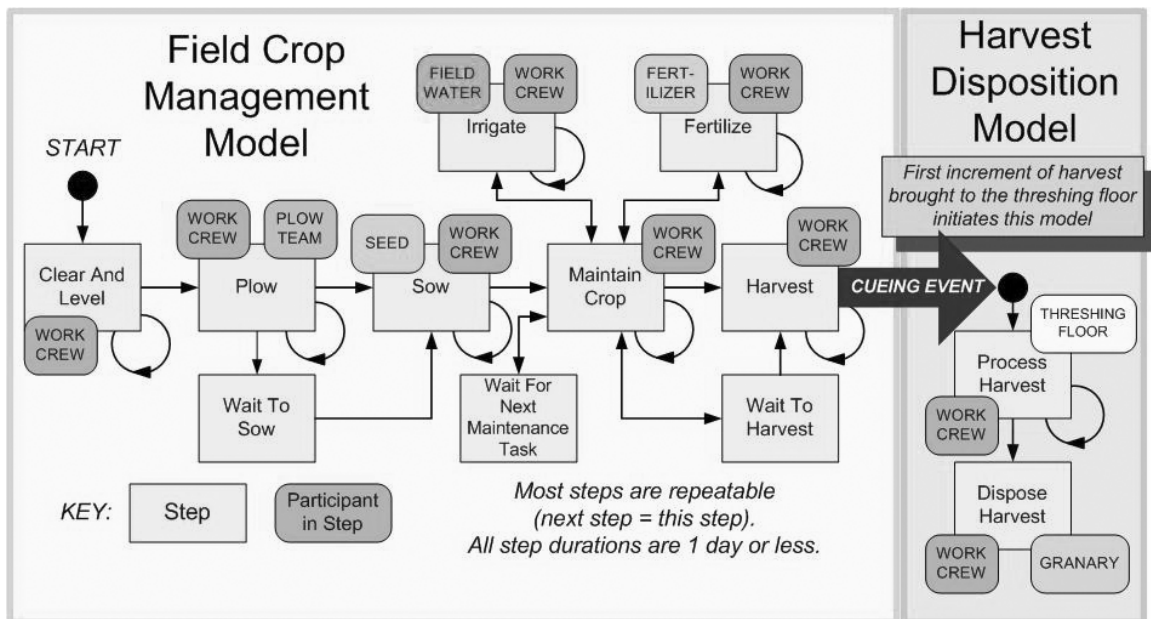 Field Crop
Management
Model
START
Clear And
Level
WORK
CREW
WORK
CREW
PLOW
TEAM
Plow
Wait To
Sow
SEED
WORK
CREW
Sow
FIELD
WATER
WORK
CREW
Irrigate
FERT-
ILIZER
WORK
CREW
Fertilize
WORK
CREW
Maintain
Crop
Wait For
Next
Maintenance
Task
WORK
CREW
Harvest
Wait To
Harvest
CUEING EVENT
KEY:
Step
Participant
in Step
Most steps are repeatable
(next step = this step).
All step durations are 1 day or less.
Harvest
Disposition
Model
First increment of harvest
brought to the threshing floor
initiates this model
THRESHING
FLOOR
Process
Harvest
WORK
CREW
Dispose
Harvest
WORK
CREW
GRANARY